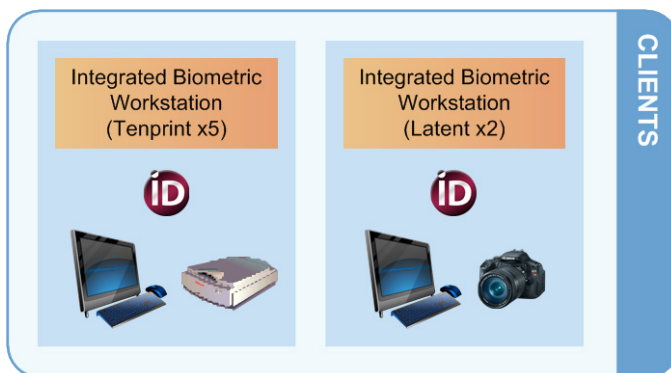 Integrated Biometric
Workstation
(Tenprint x5)
iD
Integrated Biometric
Workstation
(Latent x2)
iD
CLIENTS